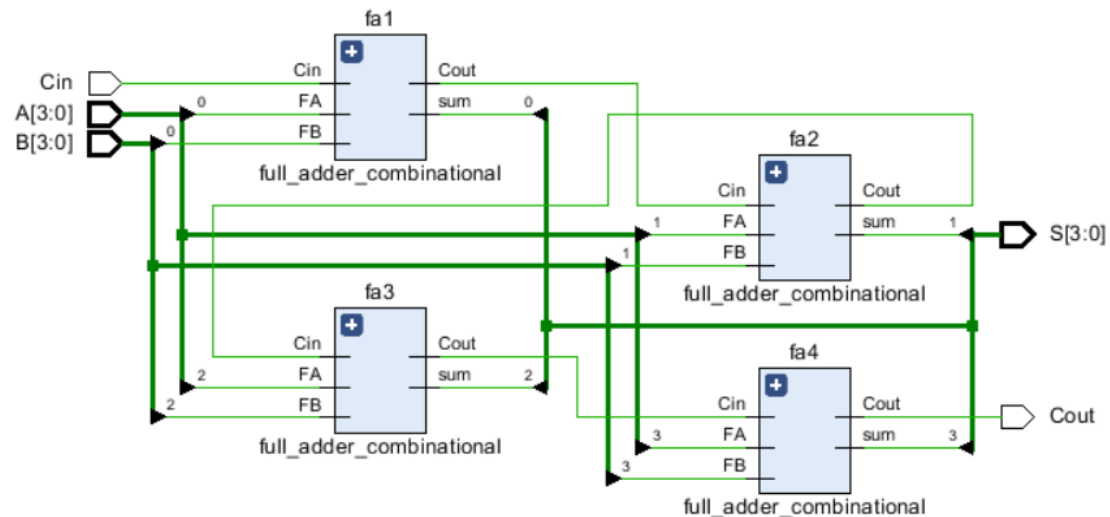 fa1
Cin
Cin
Cout
A[3:0]
0
FA
sum
0
B[3:0]
0
FB
full_adder_combinational
fa2
Cin
Cout
1
FA
sum
1
S[3:0]
1
FB
full_adder_combinational
fa3
Cin
Cout
2
FA
sum
2
2
FB
full_adder_combinational
fa4
Cin
Cout
Cout
3
FA
sum
3
3
FB
full_adder_combinational